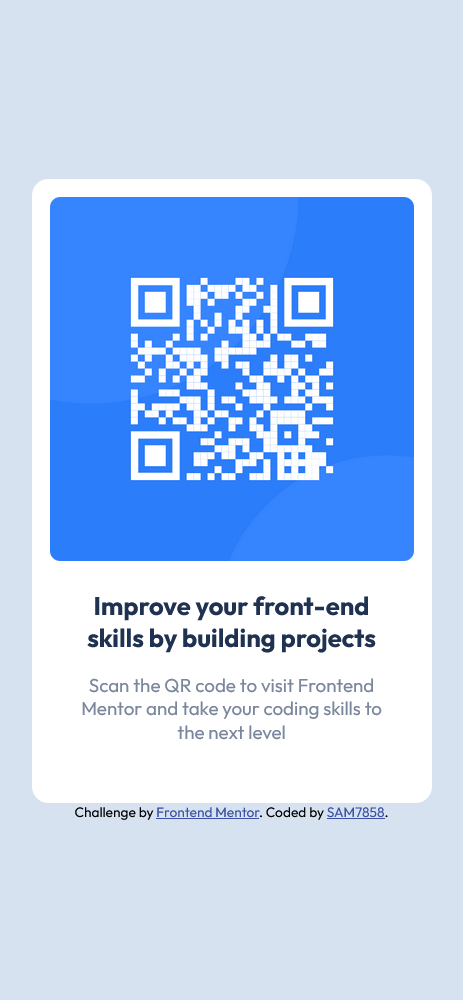 Improve your front-end
skills by building projects
Scan the QR code to visit Frontend
Mentor and take your coding skills to
the next level
Challenge by Frontend Mentor. Coded by SAM7858.